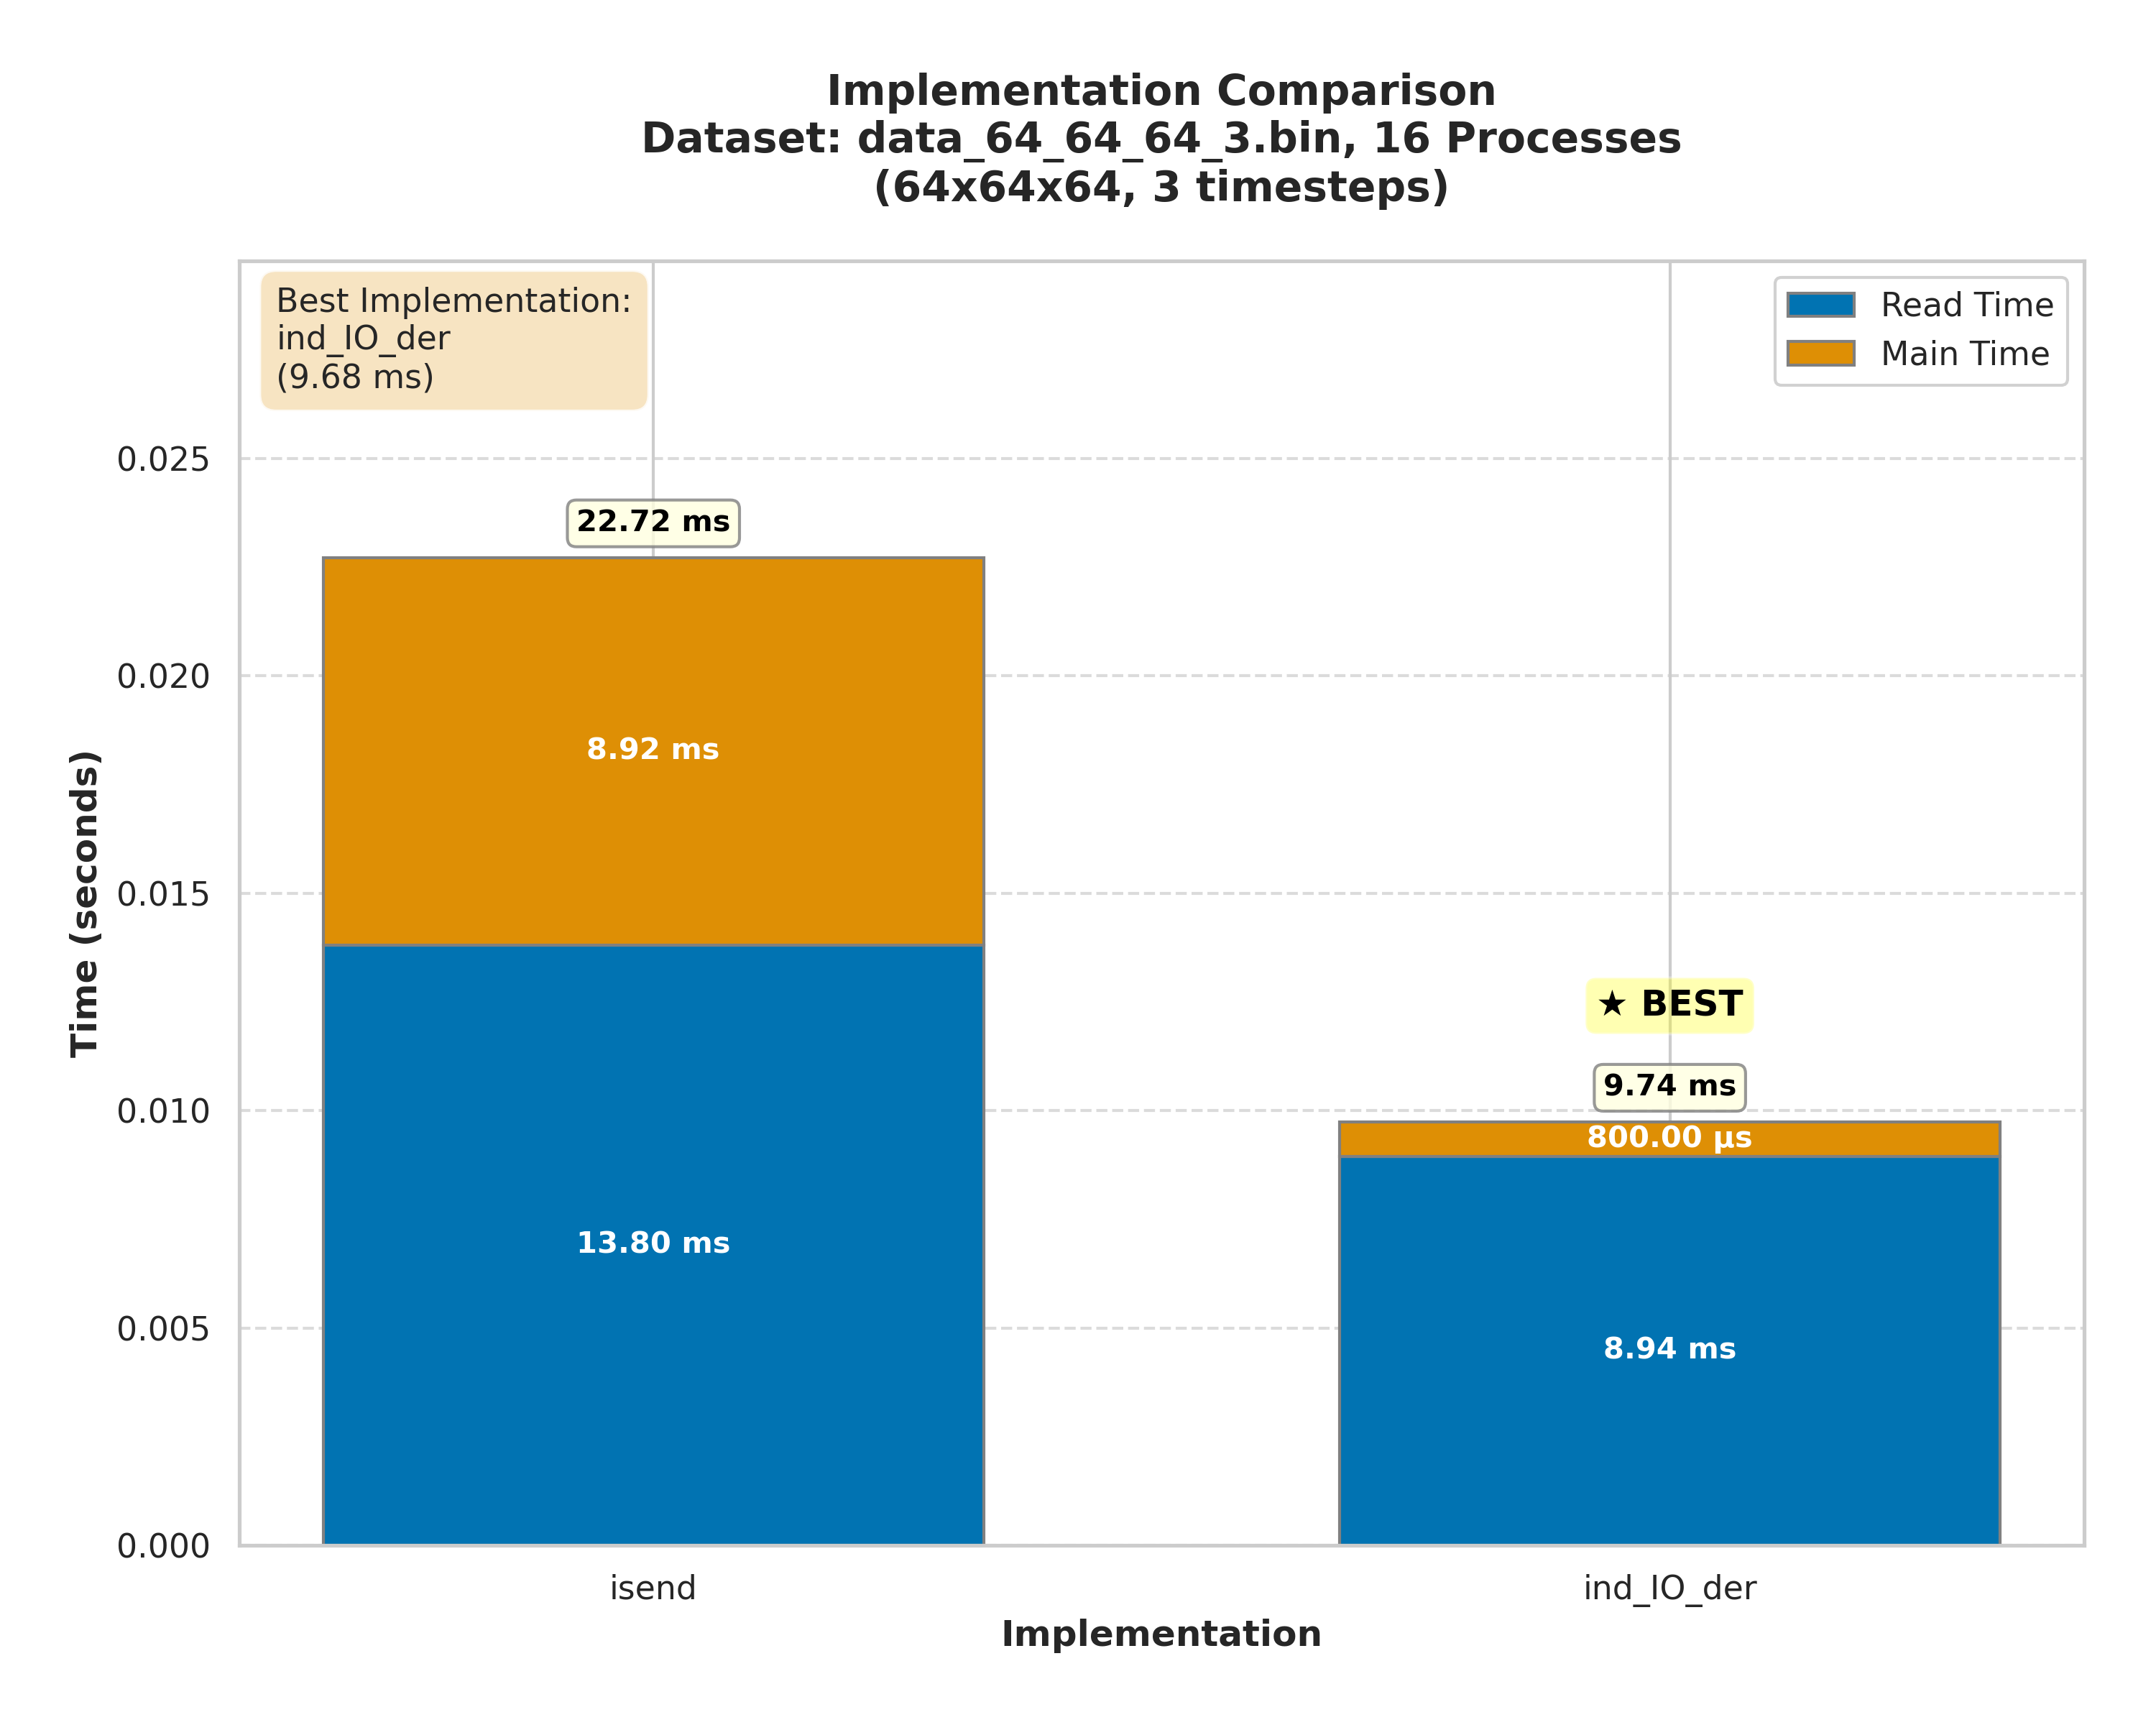 Implementation Comparison
Dataset: data_64_64_64_3.bin, 16 Processes
(64x64x64, 3 timesteps)
Best Implementation:
ind_IO_der
(9.68 ms)
Read Time
Main Time
Time (seconds)
0.025
0.020
0.015
0.010
0.005
0.000
22.72 ms
8.92 ms
13.80 ms
★ BEST
9.74 ms
800.00 µs
8.94 ms
isend
ind_IO_der
Implementation